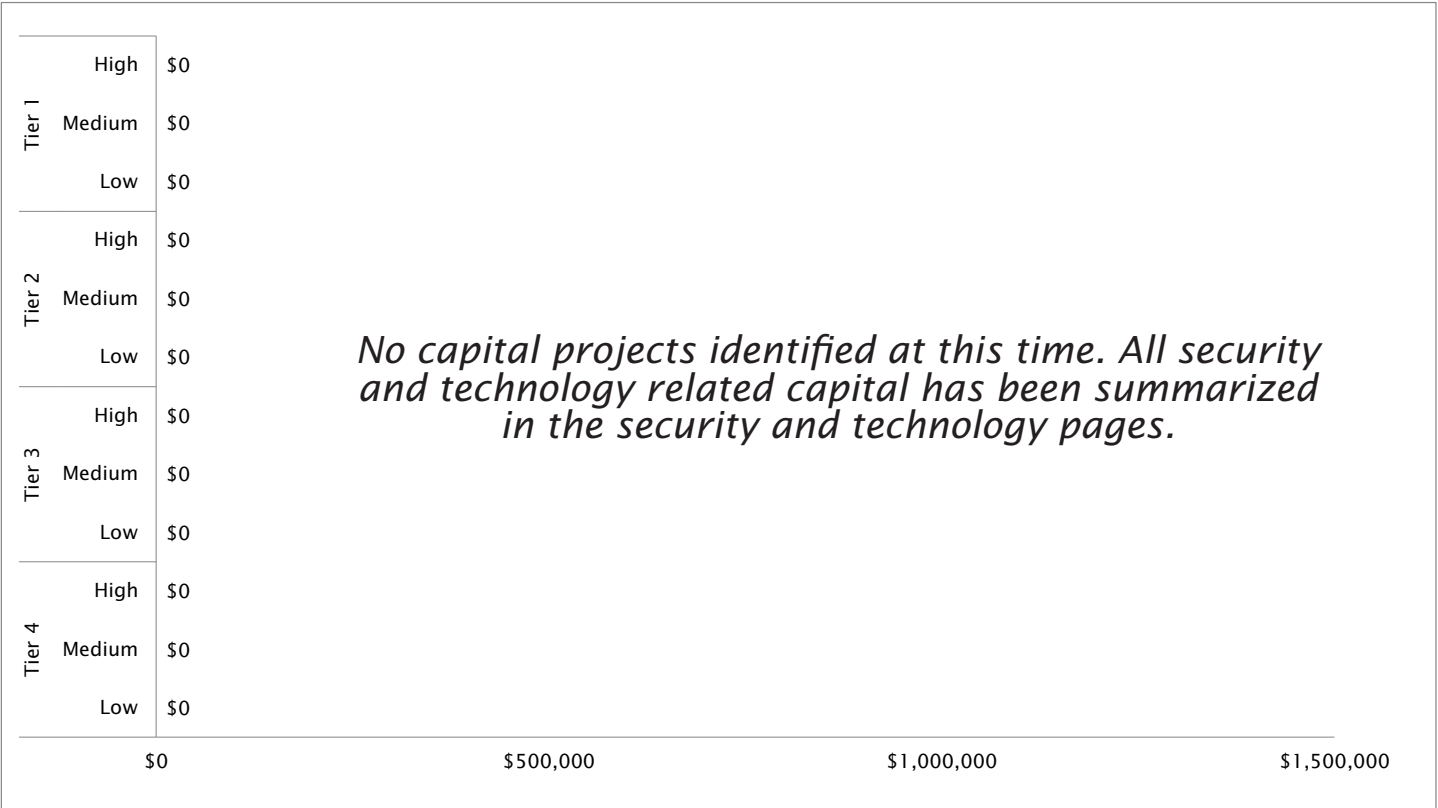 Tier 1
High $0
Medium $0
Low $0
Tier 2
High $0
Medium $0
Low $0
Tier 3
High $0
Medium $0
Low $0
Tier 4
High $0
Medium $0
Low $0
No capital projects identified at this time. All security
and technology related capital has been summarized
in the security and technology pages.
$0 $500,000 $1,000,000 $1,500,000